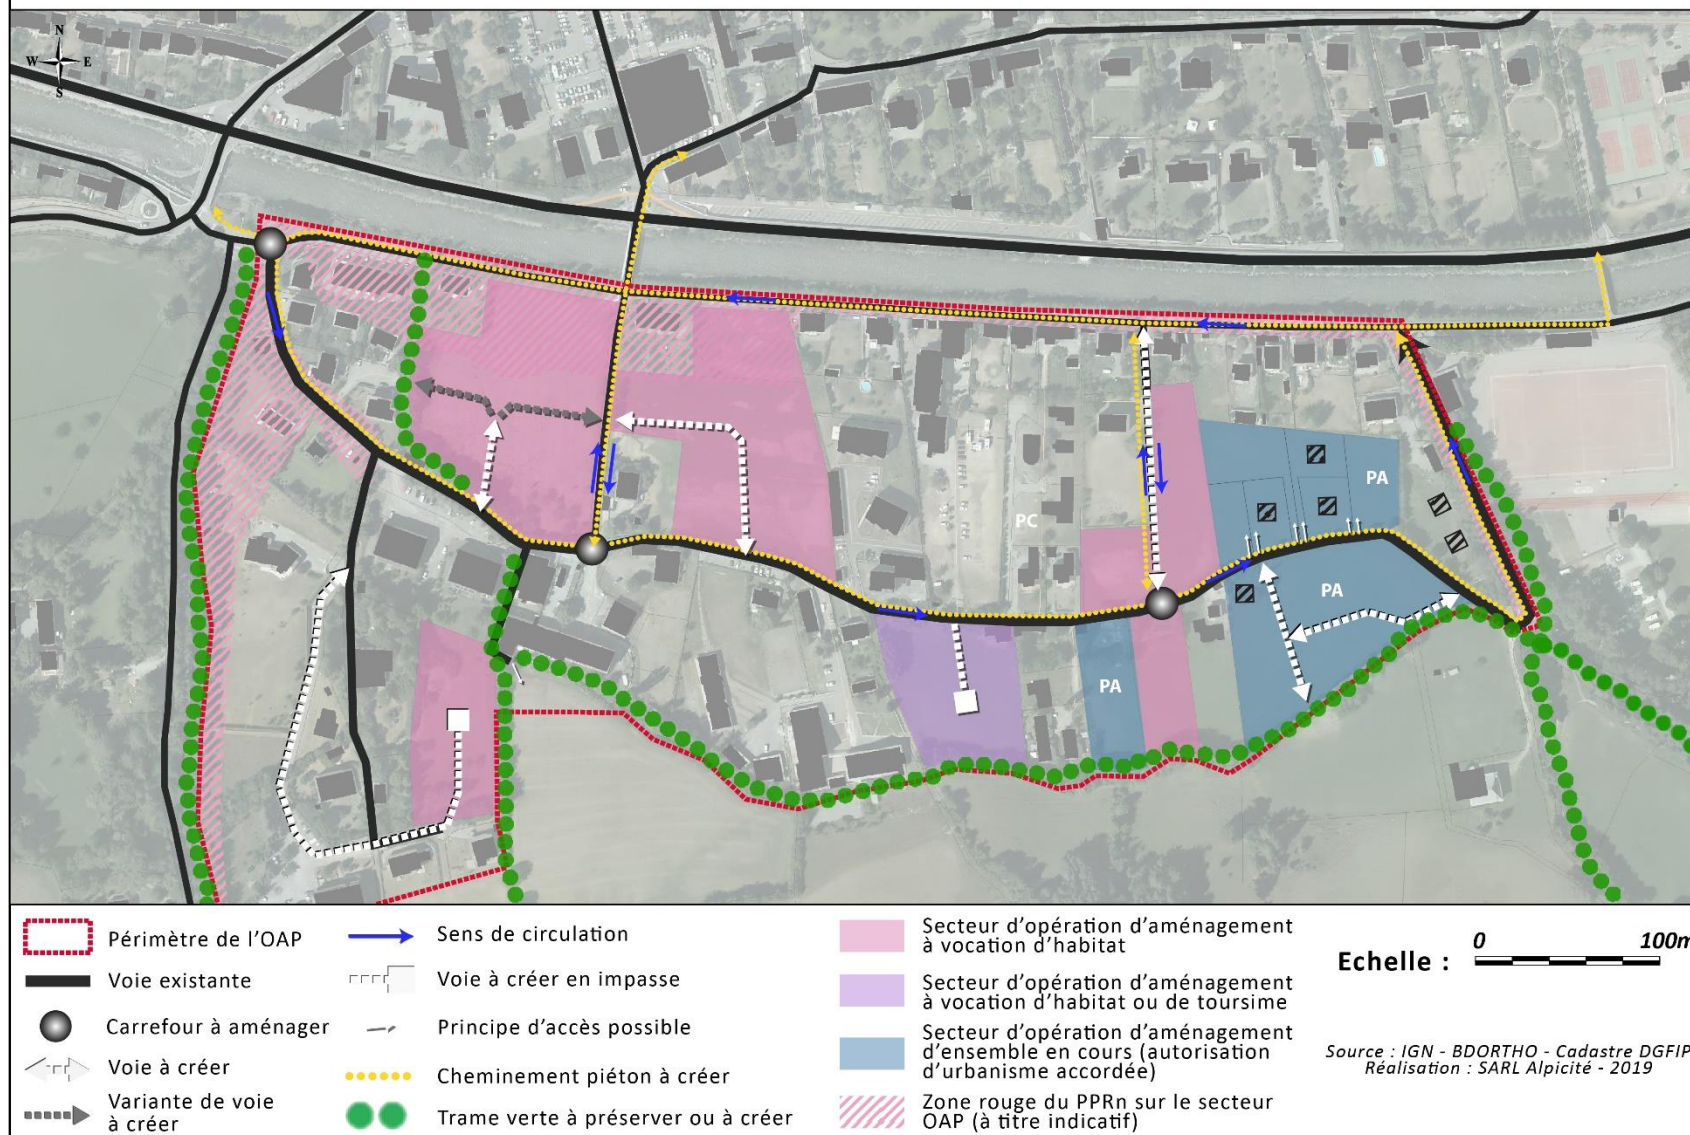 N
W E
S
PC
PA
PA
PA
Périmètre de l'OAP
Voie existante
Carrefour à aménager
Voie à créer
Variante de voie
à créer
Sens de circulation
Voie à créer en impasse
Principe d'accès possible
Cheminement piéton à créer
Trame verte à préserver ou à créer
Secteur d'opération d'aménagement
à vocation d'habitat
Secteur d'opération d'aménagement
à vocation d'habitat ou de toursime
Secteur d'opération d'aménagement
d'ensemble en cours (autorisation
d'urbanisme accordée)
Zone rouge du PPRn sur le secteur
OAP (à titre indicatif)
Echelle :
0 100m
Source : IGN - BDORTHO - Cadastre DGFIP
Réalisation : SARL Alpicité - 2019